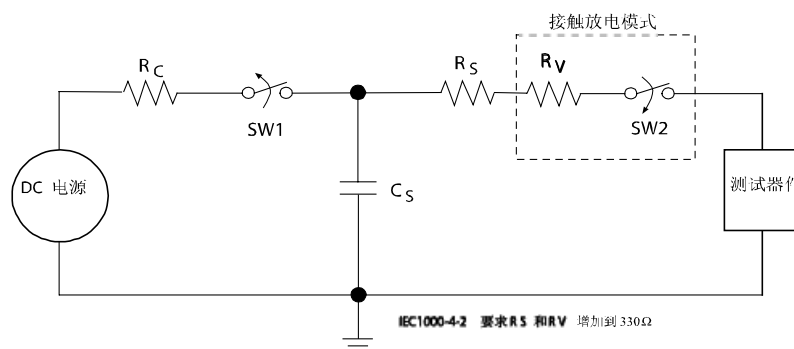 接触放电模式
RC
RS
RV
SW1
SW2
DC 电源
CS
测试器件
IEC1000-4-2 要求RS 和RV 增加到330Ω